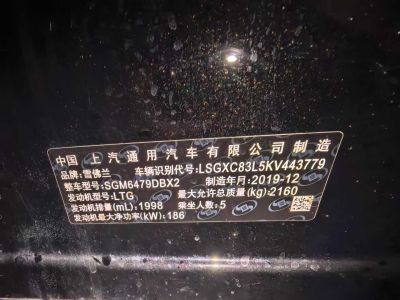 中国 上汽通用汽车有限公司制造
品牌：雪佛兰 车辆识别代号：LSGXC83L5KV443779
整车型号：SGM6479DBX2 制造年月：2019-12
发动机型号：LTG 最大允许总质量(kg)：2160
发动机排量(mL)：1998 乘坐人数：5
发动机最大净功率(kW)：186